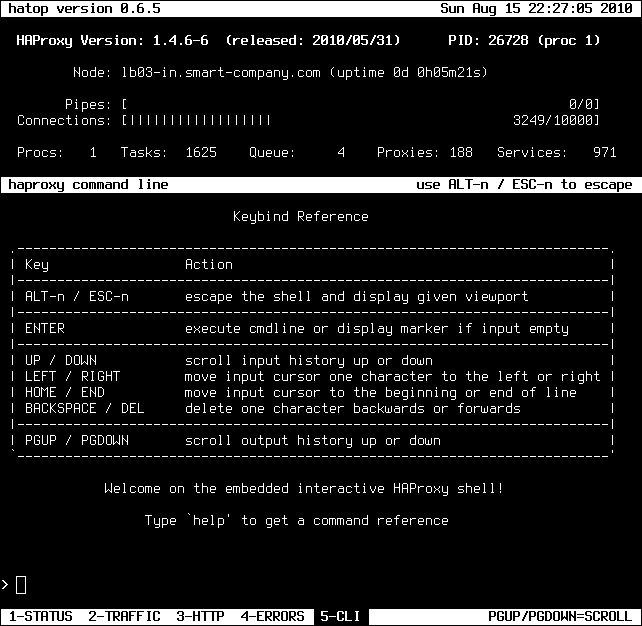 hatop version 0.6.5 Sun Aug 15 22:27:05 2010
HAProxy Version: 1.4.6-6 (released: 2010/05/31) PID: 26728 (proc 1)
Node: lb03-in.smart-company.com (uptime 0d 0h05m21s)
Pipes: [ 0/0]
Connections: [|||||||||||||||||| 3249/10000]
Procs: 1 Tasks: 1625 Queue: 4 Proxies: 188 Services: 971
haproxy command line use ALT-n / ESC-n to escape
Keybind Reference
Key Action
ALT-n / ESC-n escape the shell and display given viewport
ENTER execute cmdline or display marker if input empty
UP / DOWN scroll input history up or down
LEFT / RIGHT move input cursor one character to the left or right
HOME / END move input cursor to the beginning or end of line
BACKSPACE / DEL delete one character backwards or forwards
PGUP / PGDOWN scroll output history up or down
Welcome on the embedded interactive HAProxy shell!
Type `help' to get a command reference
>
1-STATUS 2-TRAFFIC 3-HTTP 4-ERRORS 5-CLI PGUP/PGDOWN=SCROLL